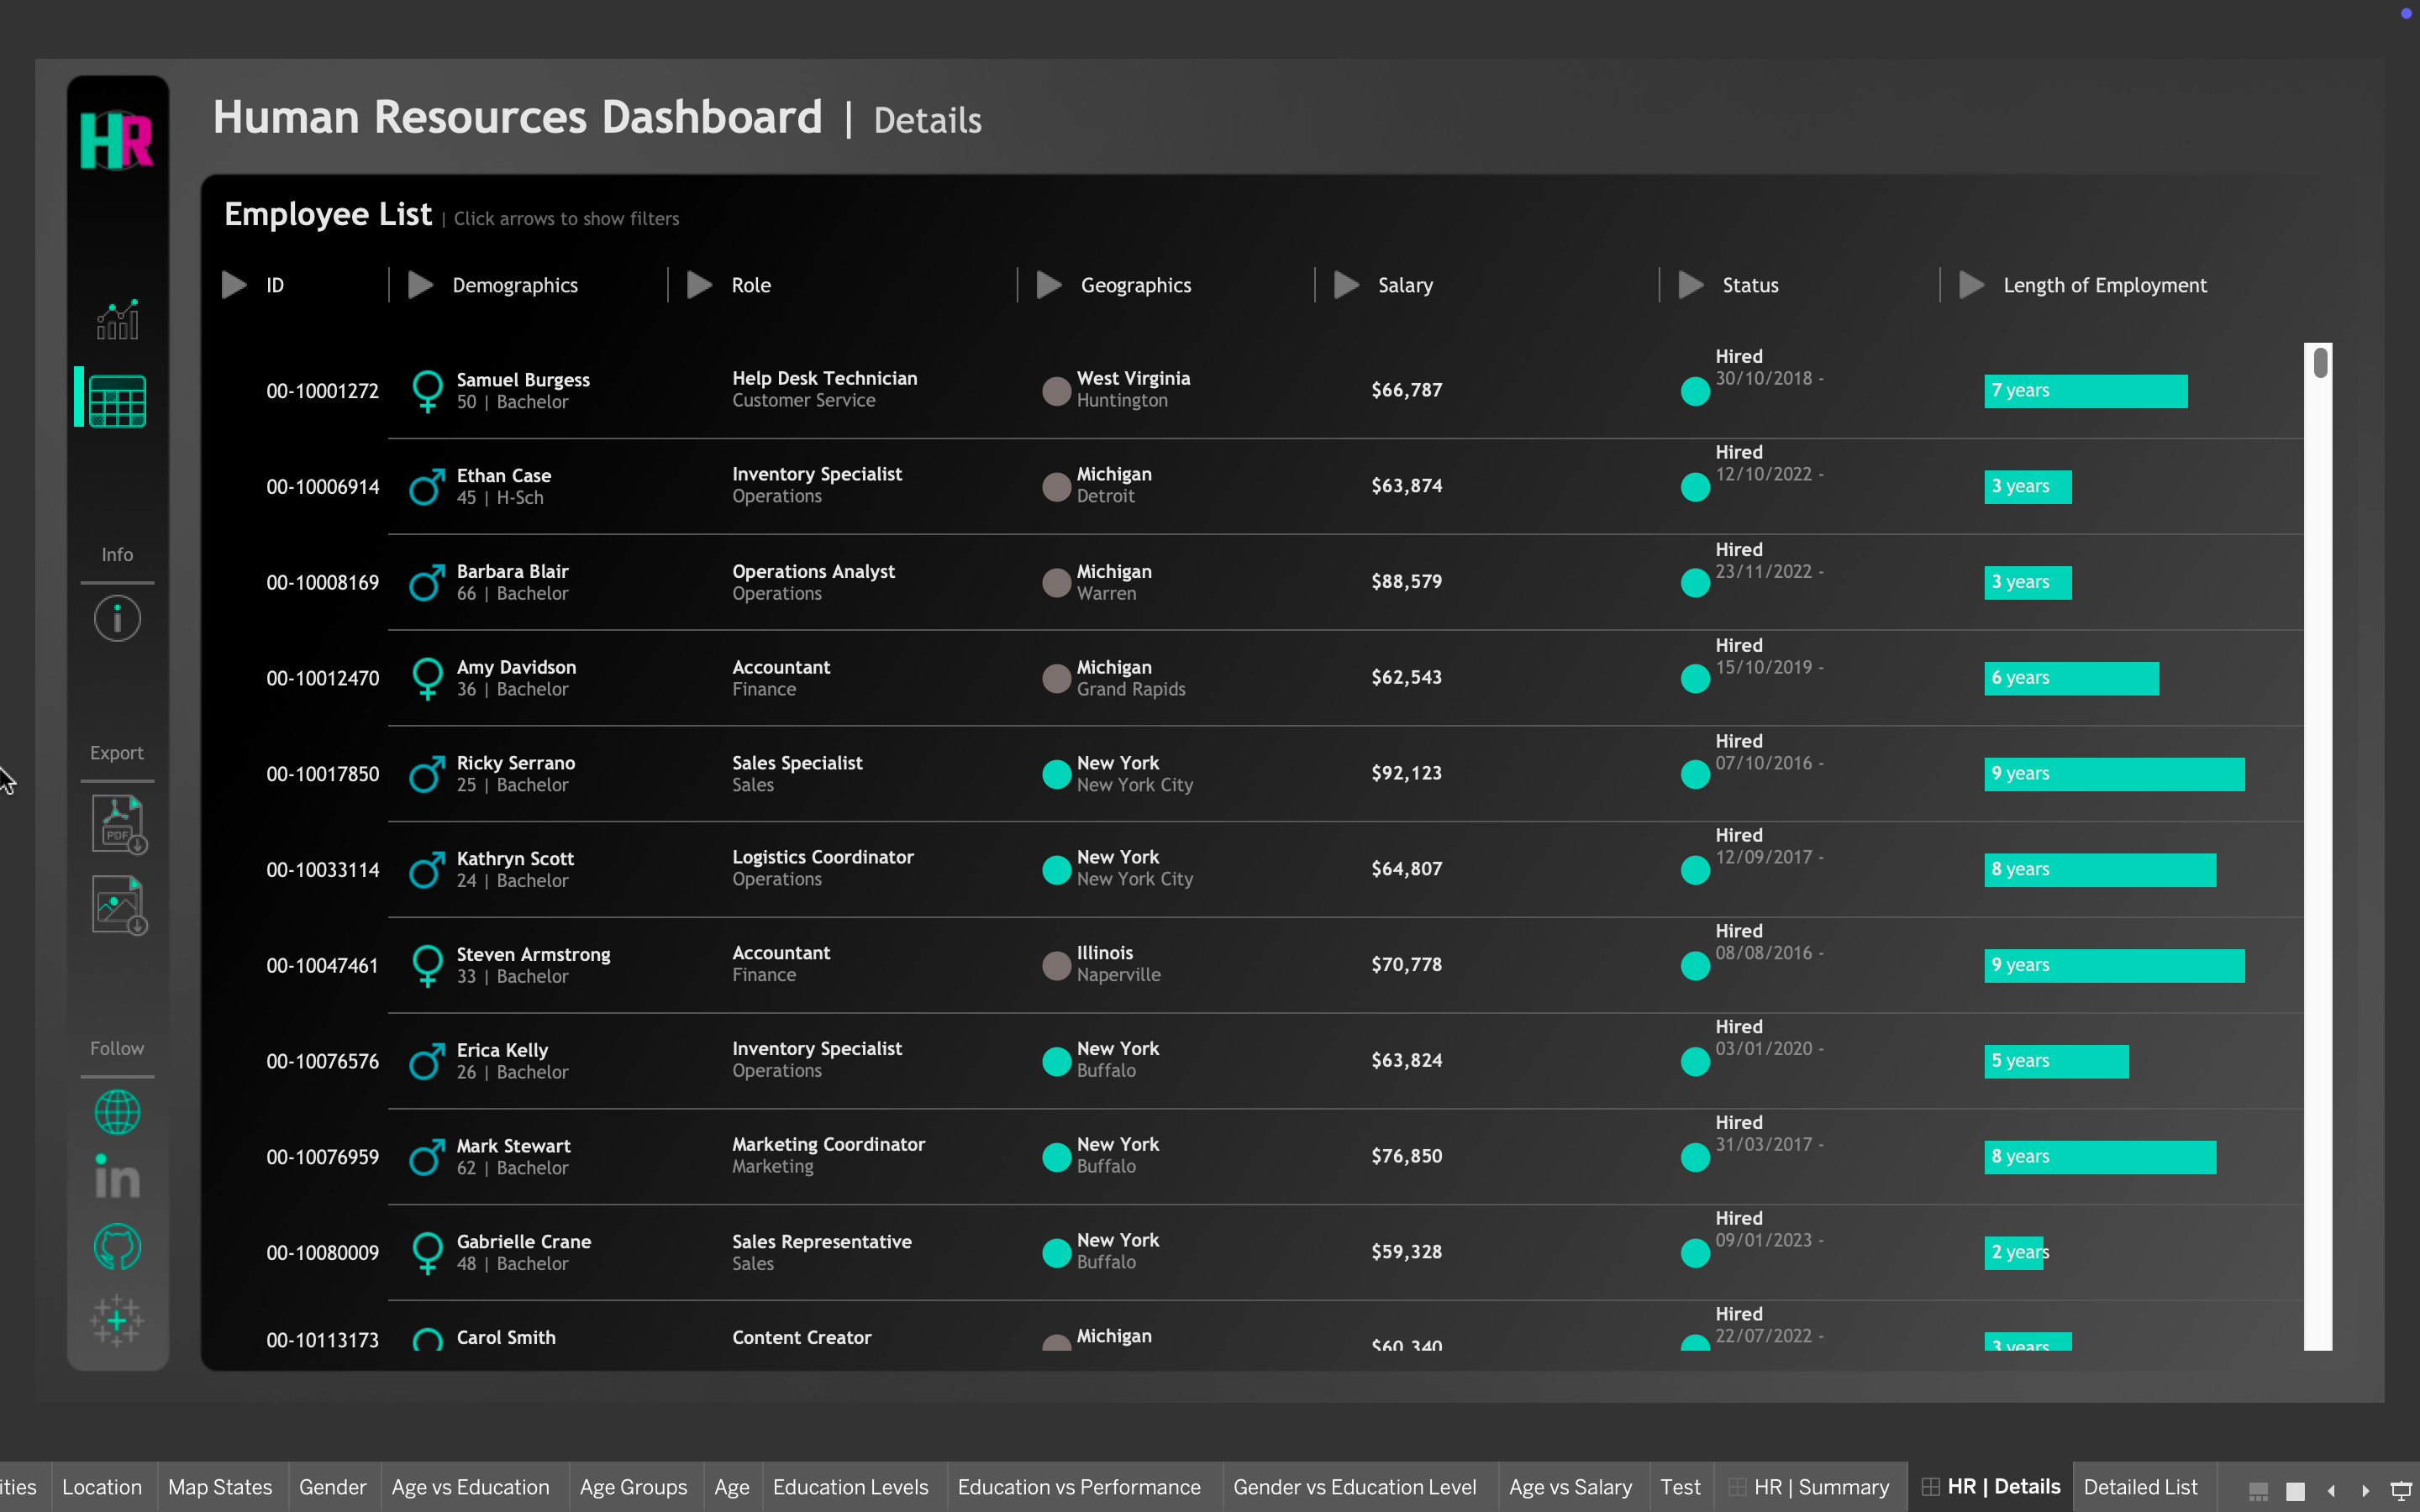 HR
Human Resources Dashboard | Details
Employee List | Click arrows to show filters
ID Demographics Role Geographics Salary Status Length of Employment
00-10001272 Samuel Burgess 50 | Bachelor Help Desk Technician Customer Service West Virginia Huntington $66,787 Hired 30/10/2018 - 7 years
00-10006914 Ethan Case 45 | H-Sch Inventory Specialist Operations Michigan Detroit $63,874 Hired 12/10/2022 - 3 years
00-10008169 Barbara Blair 66 | Bachelor Operations Analyst Operations Michigan Warren $88,579 Hired 23/11/2022 - 3 years
00-10012470 Amy Davidson 36 | Bachelor Accountant Finance Michigan Grand Rapids $62,543 Hired 15/10/2019 - 6 years
00-10017850 Ricky Serrano 25 | Bachelor Sales Specialist Sales New York New York City $92,123 Hired 07/10/2016 - 9 years
00-10033114 Kathryn Scott 24 | Bachelor Logistics Coordinator Operations New York New York City $64,807 Hired 12/09/2017 - 8 years
00-10047461 Steven Armstrong 33 | Bachelor Accountant Finance Illinois Naperville $70,778 Hired 08/08/2016 - 9 years
00-10076576 Erica Kelly 26 | Bachelor Inventory Specialist Operations New York Buffalo $63,824 Hired 03/01/2020 - 5 years
00-10076959 Mark Stewart 62 | Bachelor Marketing Coordinator Marketing New York Buffalo $76,850 Hired 31/03/2017 - 8 years
00-10080009 Gabrielle Crane 48 | Bachelor Sales Representative Sales New York Buffalo $59,328 Hired 09/01/2023 - 2 years
00-10113173 Carol Smith Content Creator Michigan $60,340 Hired 22/07/2022 - 3 years
Info
Export
PDF
Follow
in
ities Location Map States Gender Age vs Education Age Groups Age Education Levels Education vs Performance Gender vs Education Level Age vs Salary Test HR | Summary HR | Details Detailed List